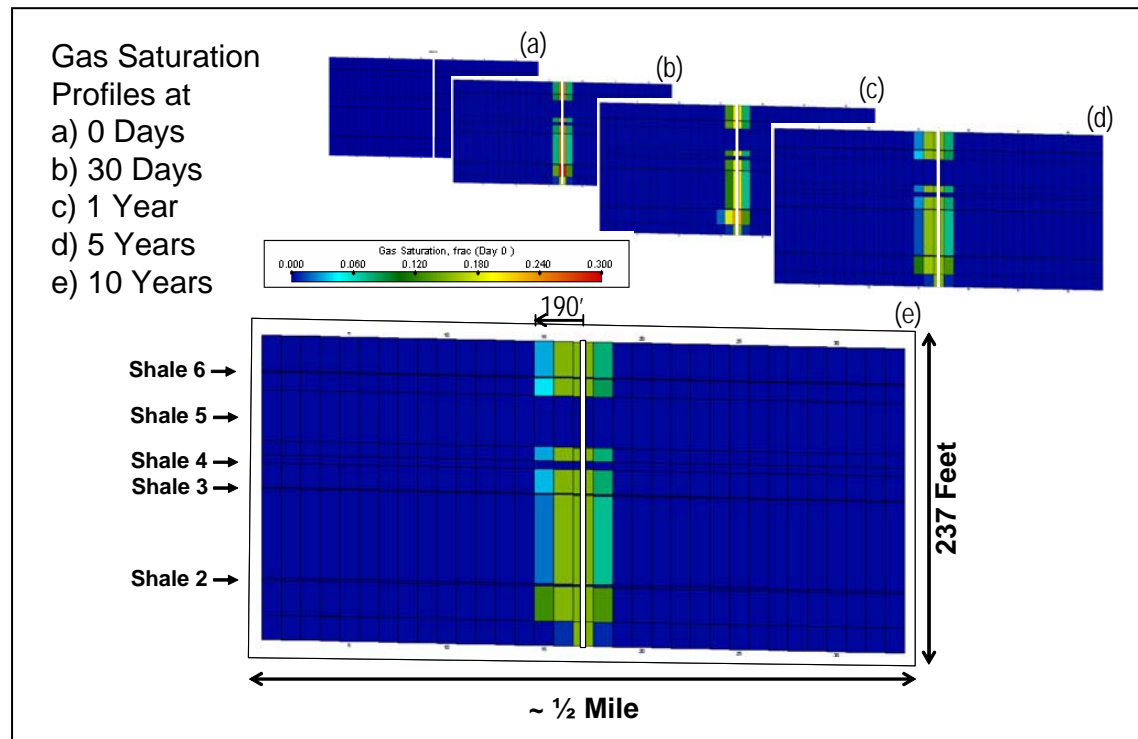 Gas Saturation
Profiles at
a) 0 Days
b) 30 Days
c) 1 Year
d) 5 Years
e) 10 Years
(a)
(b)
(c)
(d)
Gas Saturation, frac (Day 0 )
0.000 0.060 0.120 0.180 0.240 0.300
190'
(e)
Shale 6
Shale 5
Shale 4
Shale 3
Shale 2
237 Feet
~ ½ Mile